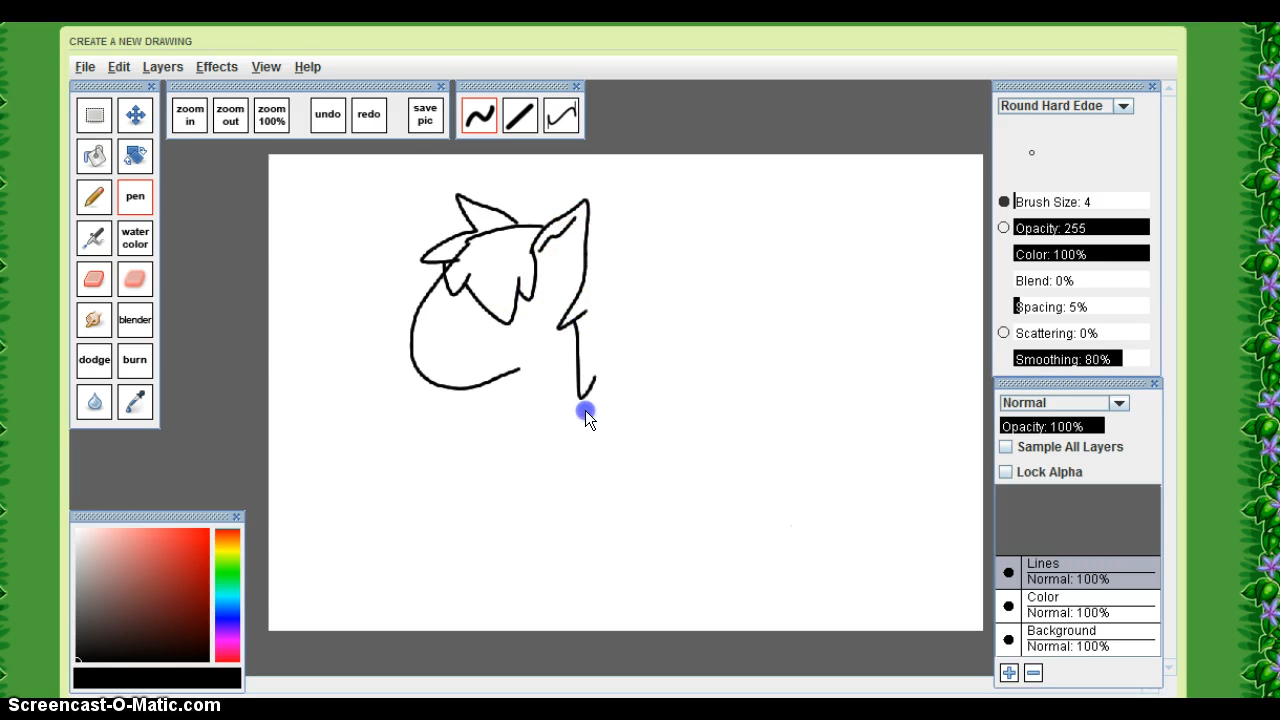 CREATE A NEW DRAWING
File Edit Layers Effects View Help
zoom in
zoom out
zoom 100%
undo
redo
save pic
pen
water color
blender
dodge
burn
Round Hard Edge
Brush Size: 4
Opacity: 255
Color: 100%
Blend: 0%
Spacing: 5%
Scattering: 0%
Smoothing: 80%
Normal
Opacity: 100%
Sample All Layers
Lock Alpha
Lines
Normal: 100%
Color
Normal: 100%
Background
Normal: 100%
Screencast-O-Matic.com